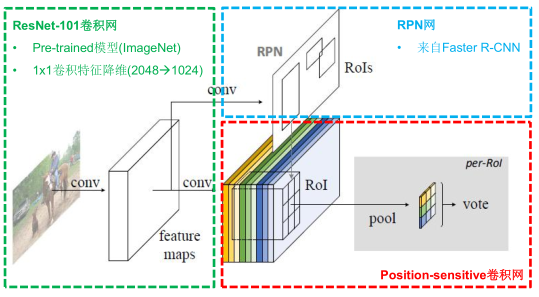 ResNet-101卷积网
• Pre-trained模型(ImageNet)
• 1x1卷积特征降维(2048→1024)
RPN网
• 来自Faster R-CNN
RPN
RoIs
conv
conv
conv
feature
maps
RoI
per-RoI
pool
vote
Position-sensitive卷积网